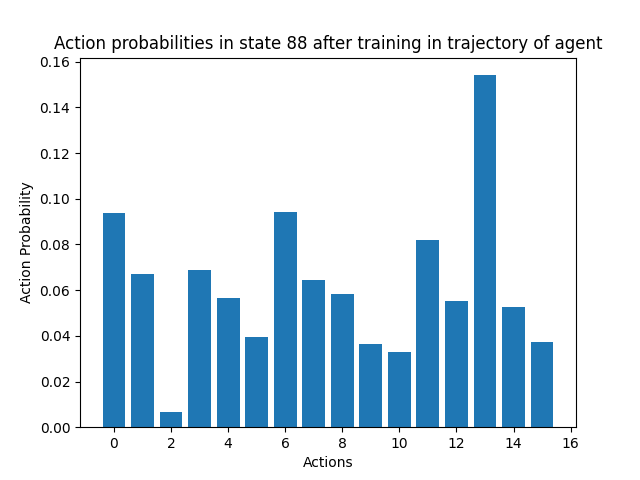 Action probabilities in state 88 after training in trajectory of agent
0.16
0.14
0.12
0.10
0.08
0.06
0.04
0.02
0.00
Action Probability
0 2 4 6 8 10 12 14 16
Actions